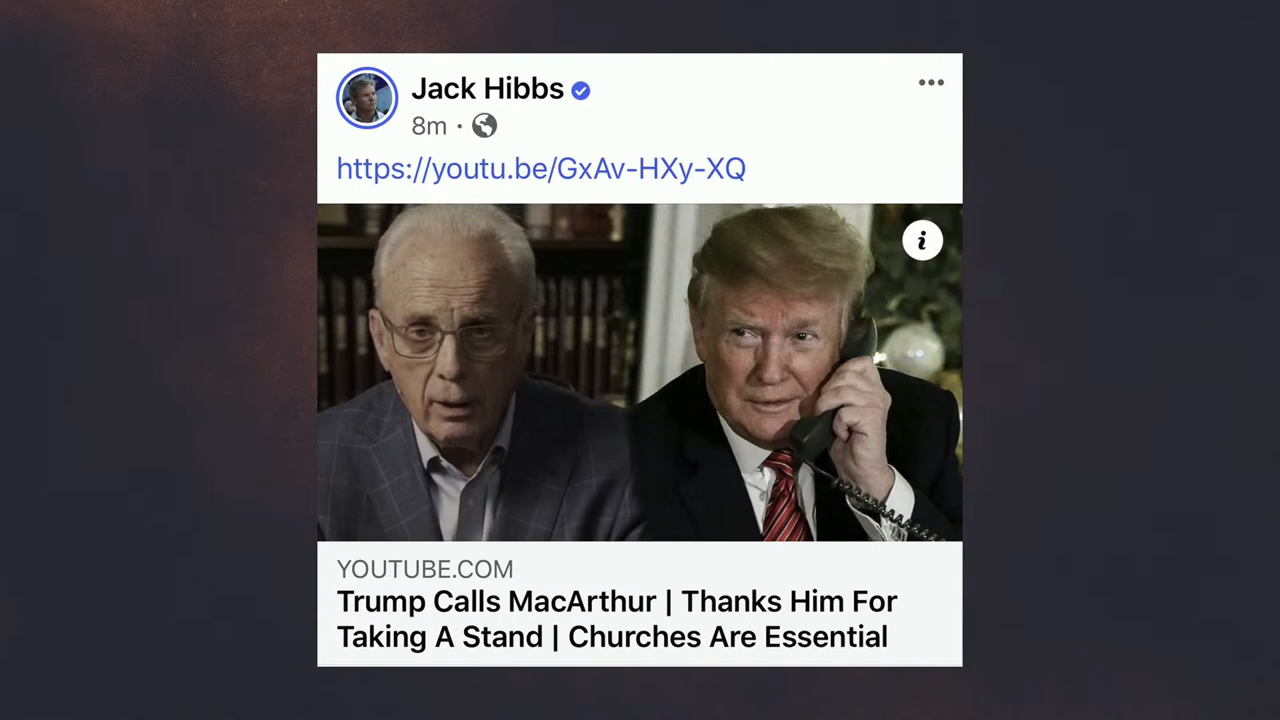 Jack Hibbs
8m ·
https://youtu.be/GxAv-HXy-XQ
i
YOUTUBE.COM
Trump Calls MacArthur | Thanks Him For
Taking A Stand | Churches Are Essential